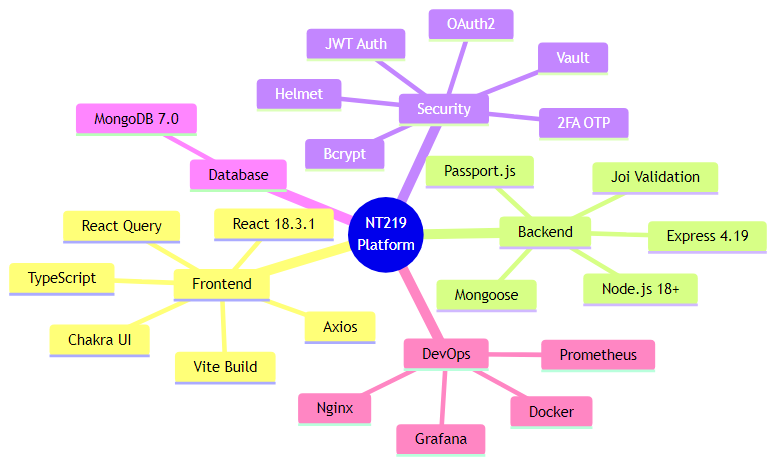 NT219
Platform
Security
OAuth2
JWT Auth
Vault
Helmet
2FA OTP
Bcrypt
Database
MongoDB 7.0
Backend
Passport.js
Joi Validation
Express 4.19
Node.js 18+
Mongoose
Frontend
React Query
React 18.3.1
TypeScript
Chakra UI
Vite Build
Axios
DevOps
Prometheus
Nginx
Docker
Grafana